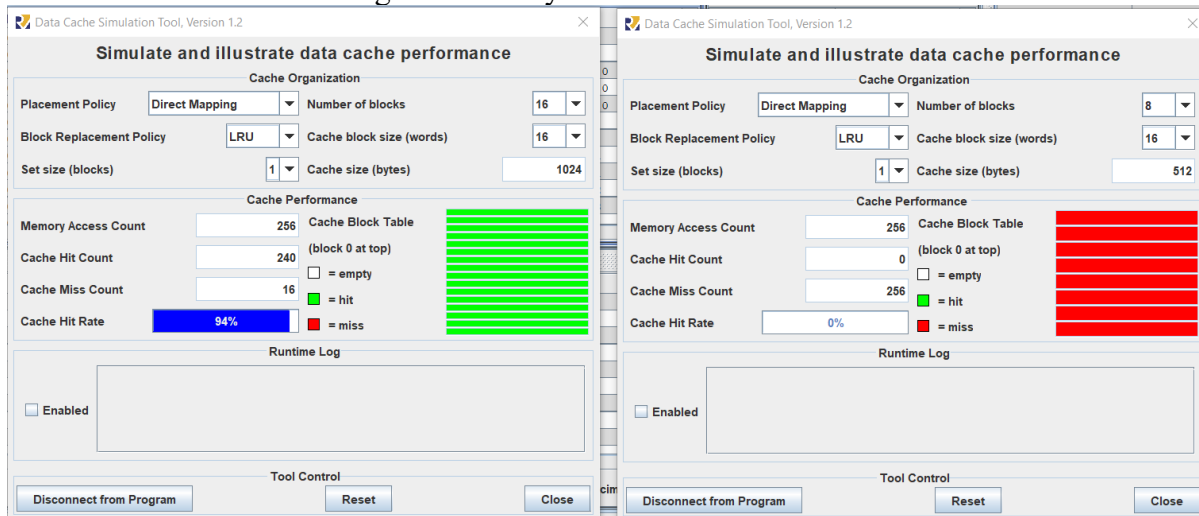 Data Cache Simulation Tool, Version 1.2
Simulate and illustrate data cache performance
Cache Organization
Placement Policy Direct Mapping Number of blocks 16
Block Replacement Policy LRU Cache block size (words) 16
Set size (blocks) 1 Cache size (bytes) 1024
Cache Performance
Memory Access Count 256 Cache Block Table
(block 0 at top)
Cache Hit Count 240
= empty
Cache Miss Count 16
= hit
Cache Hit Rate 94%
= miss
Runtime Log
Enabled
Tool Control
Disconnect from Program Reset Close
0
0
0
cim
Data Cache Simulation Tool, Version 1.2
Simulate and illustrate data cache performance
Cache Organization
Placement Policy Direct Mapping Number of blocks 8
Block Replacement Policy LRU Cache block size (words) 16
Set size (blocks) 1 Cache size (bytes) 512
Cache Performance
Memory Access Count 256 Cache Block Table
(block 0 at top)
Cache Hit Count 0
= empty
Cache Miss Count 256
= hit
Cache Hit Rate 0%
= miss
Runtime Log
Enabled
Tool Control
Disconnect from Program Reset Close